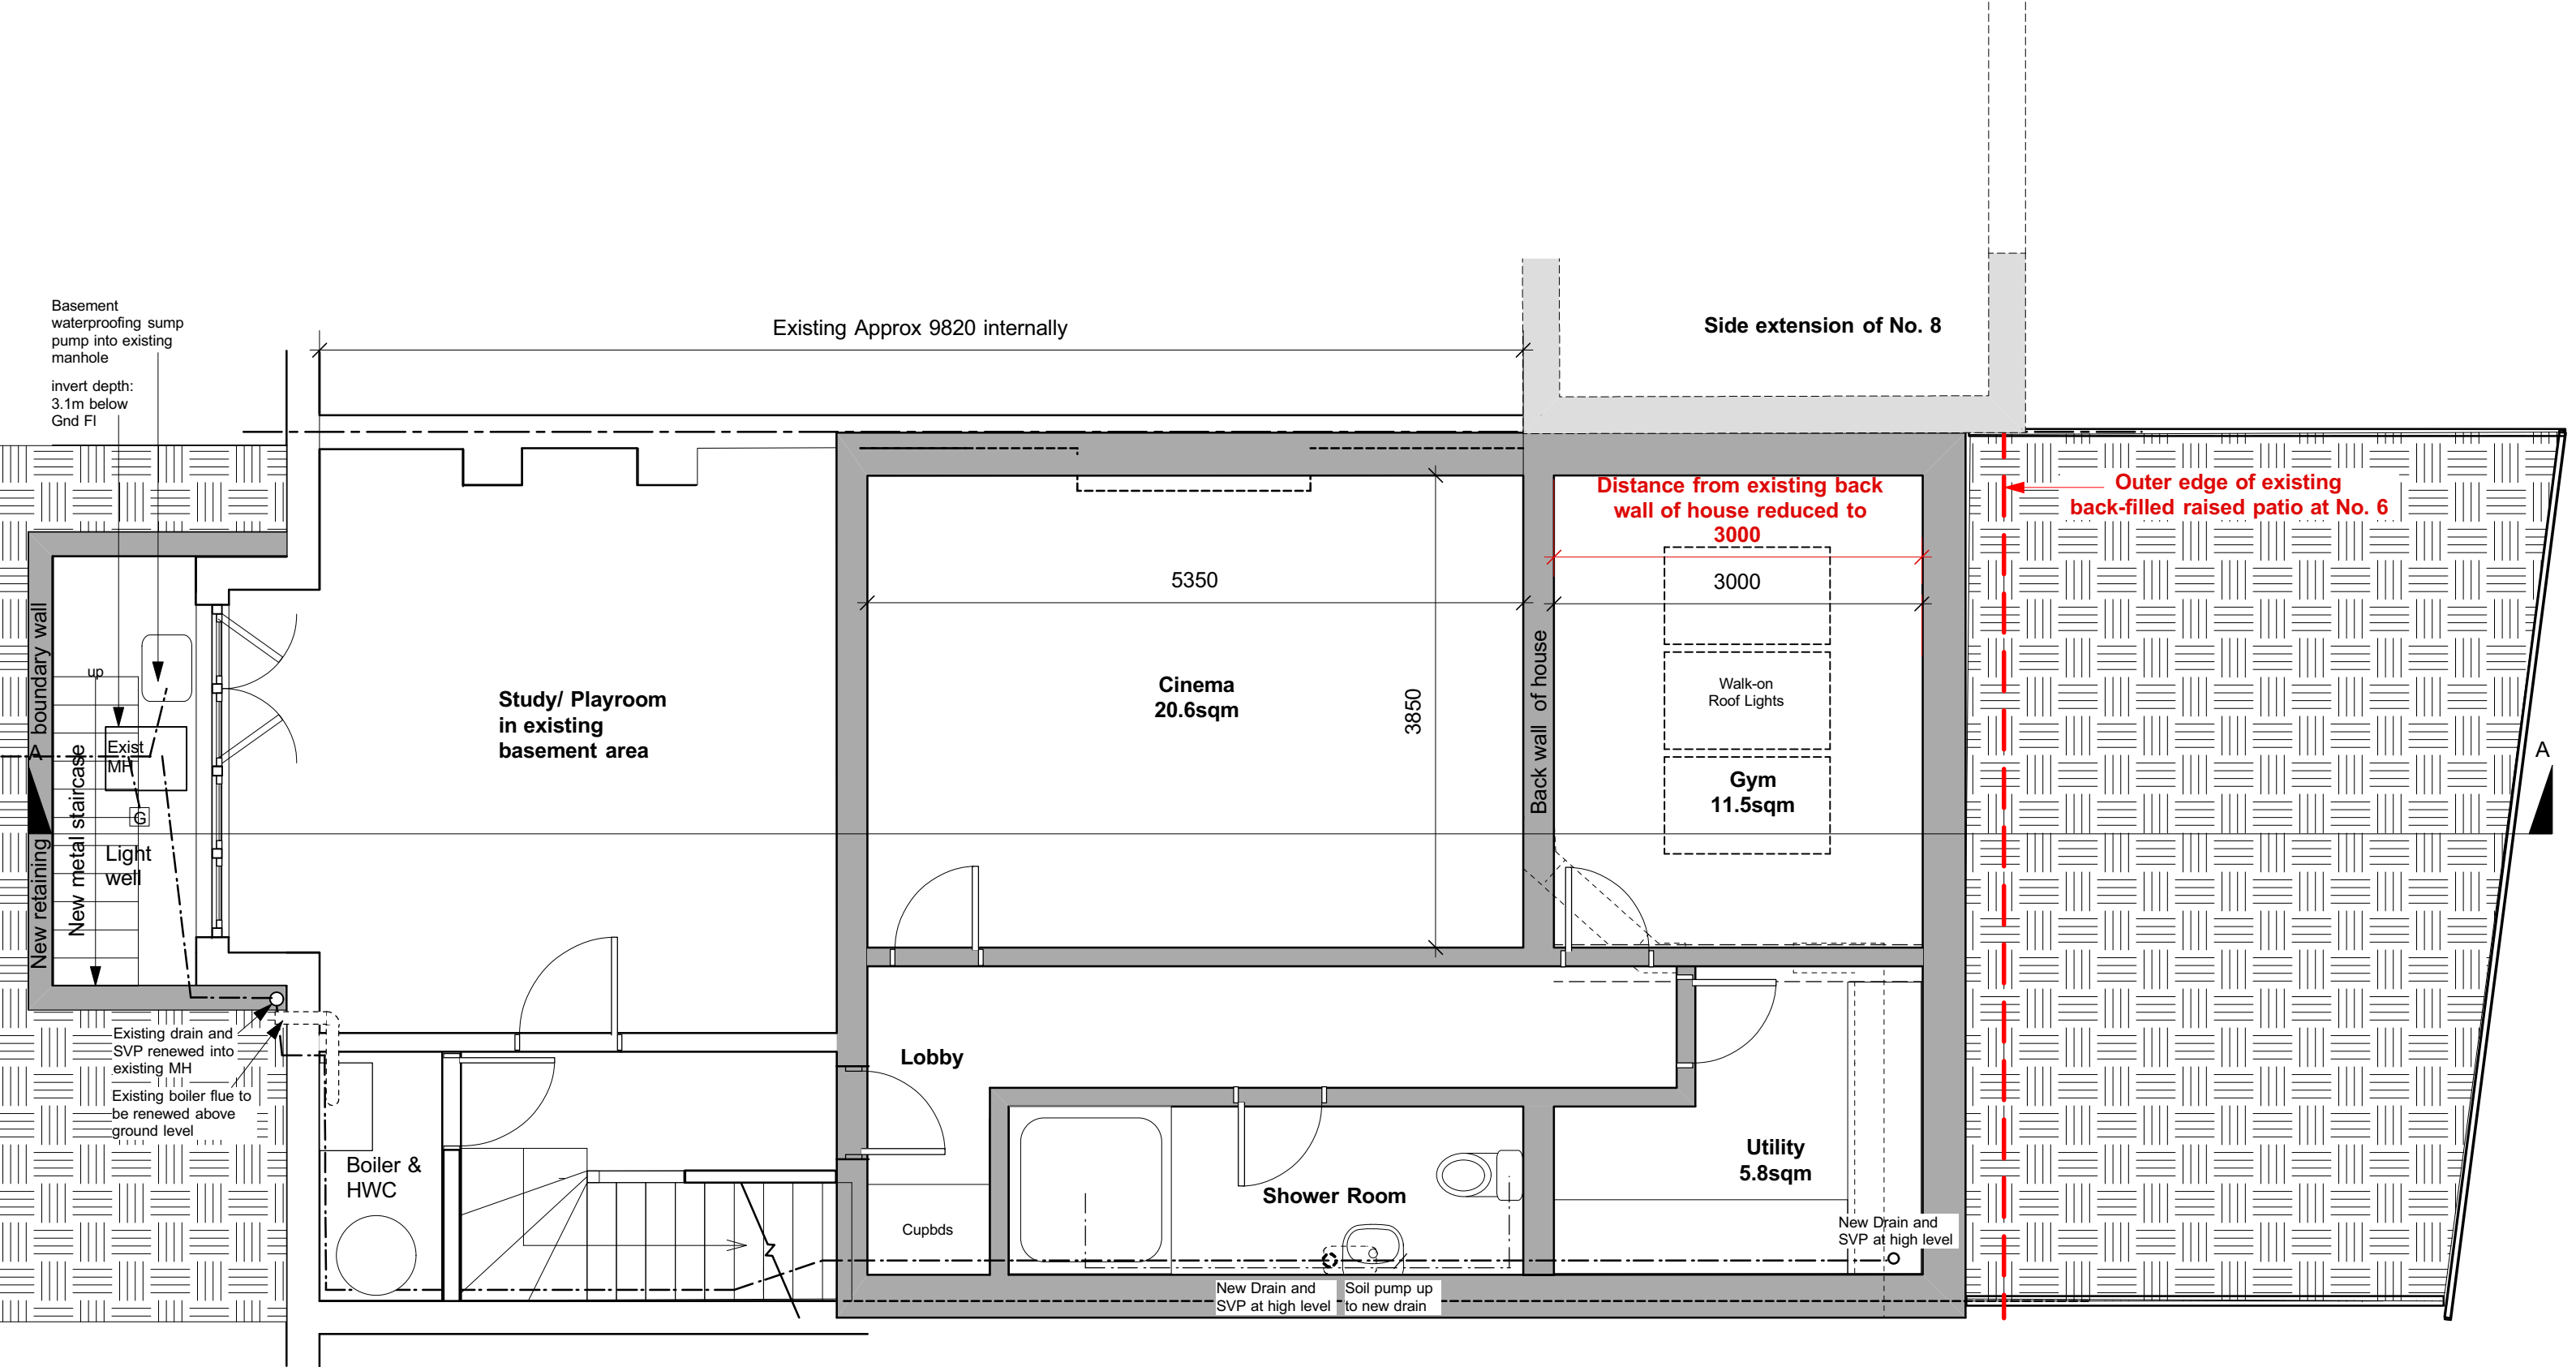 Basement
waterproofing sump
pump into existing
manhole
invert depth:
3.1m below
Gnd Fl
Existing Approx 9820 internally
Side extension of No. 8
Distance from existing back
wall of house reduced to
3000
Outer edge of existing
back-filled raised patio at No. 6
5350
3000
3850
Study/ Playroom
in existing
basement area
Cinema
20.6sqm
Back wall of house
Walk-on
Roof Lights
Gym
11.5sqm
New retaining boundary wall
New metal staircase
up
A
A
Exist
MH
G
Light
well
Existing drain and
SVP renewed into
existing MH
Existing boiler flue to
be renewed above
ground level
Boiler &
HWC
Lobby
Cupbds
Shower Room
Utility
5.8sqm
New Drain and
SVP at high level
New Drain and
SVP at high level
Soil pump up
to new drain